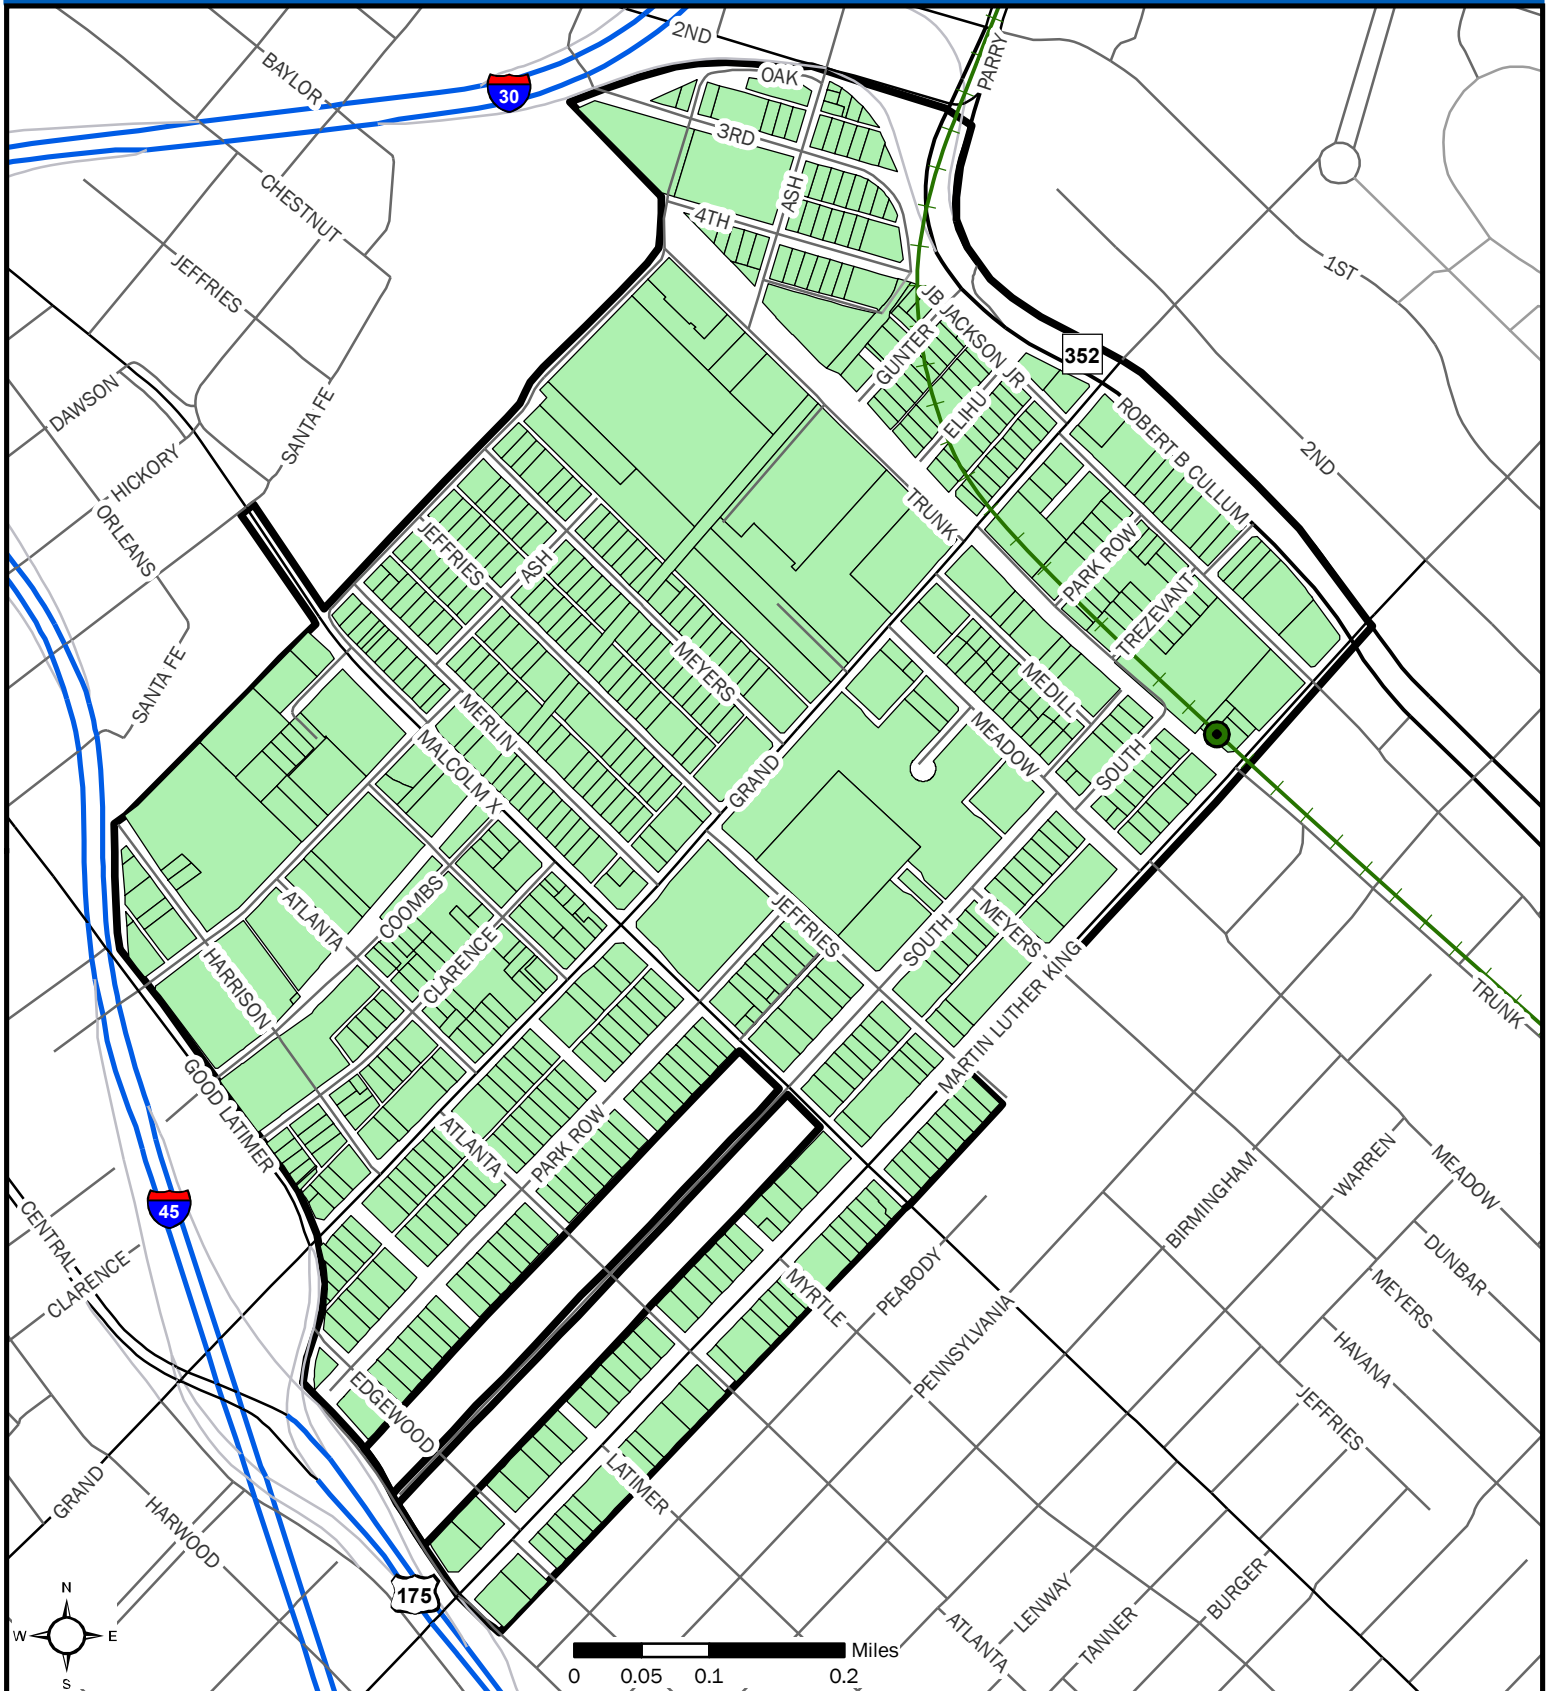 2ND
PARRY
BAYLOR
30
OAK
3RD
ASH
4TH
CHESTNUT
JEFFRIES
1ST
JB JACKSON JR
GUNTER
352
ELIHU
ROBERT B CULLUM
DAWSON
SANTA FE
HICKORY
ORLEANS
2ND
TRUNK
JEFFRIES
ASH
PARK ROW
TREZEVANT
SANTA FE
MEYERS
MEDILL
MERLIN
MALCOLM X
MEADOW
SOUTH
GRAND
ATLANTA
COOMBS
CLARENCE
JEFFRIES
SOUTH
MEYERS
HARRISON
MARTIN LUTHER KING
TRUNK
GOOD LATIMER
ATLANTA
PARK ROW
45
CENTRAL
CLARENCE
WARREN
MEADOW
BIRMINGHAM
DUNBAR
MYRTLE
PEABODY
MEYERS
PENNSYLVANIA
HAVANA
EDGEWOOD
JEFFRIES
GRAND
LATIMER
HARWOOD
175
LENWAY
BURGER
ATLANTA
TANNER
N
W E
S
Miles
0 0.05 0.1 0.2